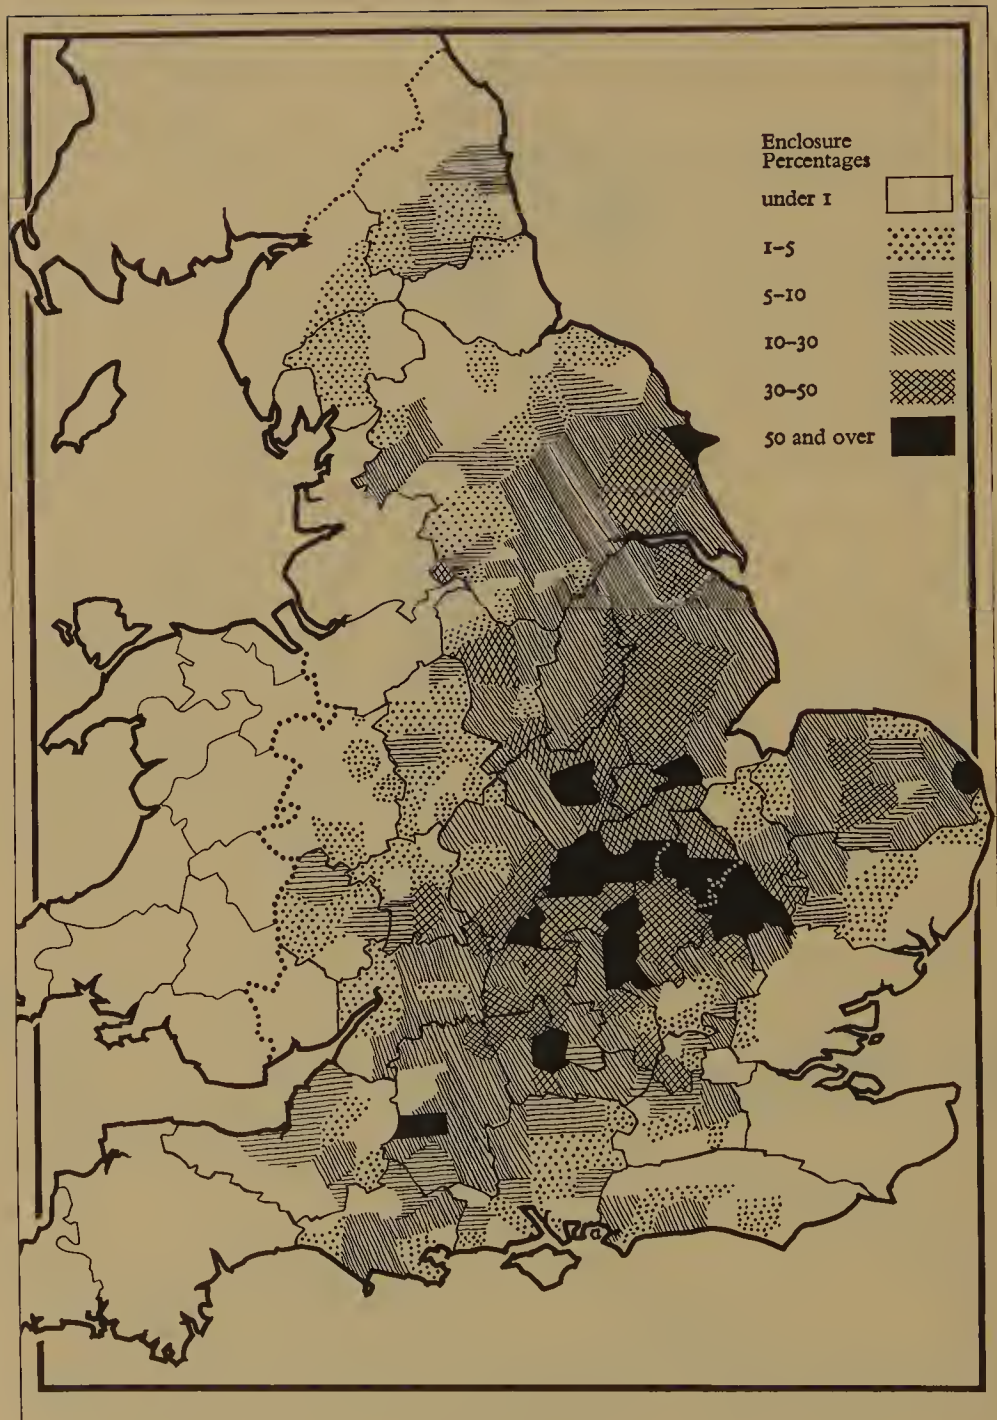 Enclosure
Percentages
under 1
1–5
5–10
10–30
30–50
50 and over